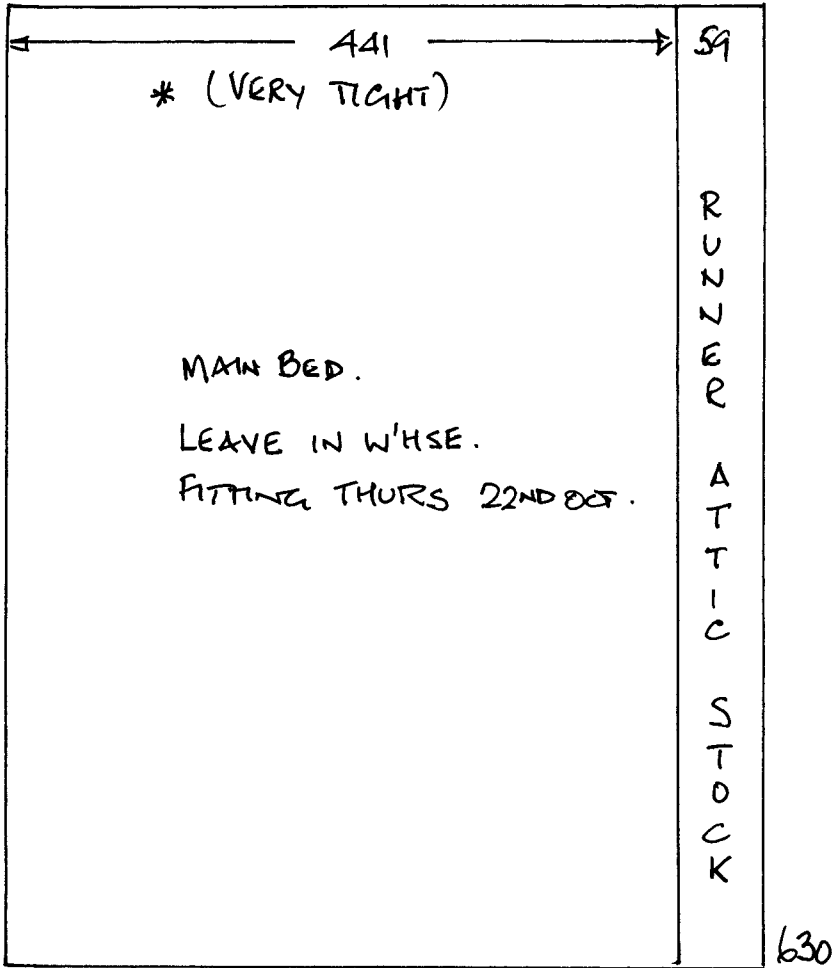 441
59
* (VERY TIGHT)
MAIN BED.
LEAVE IN W'HSE.
FITTING THURS 22ND OCT.
RUNNER ATTIC STOCK
630